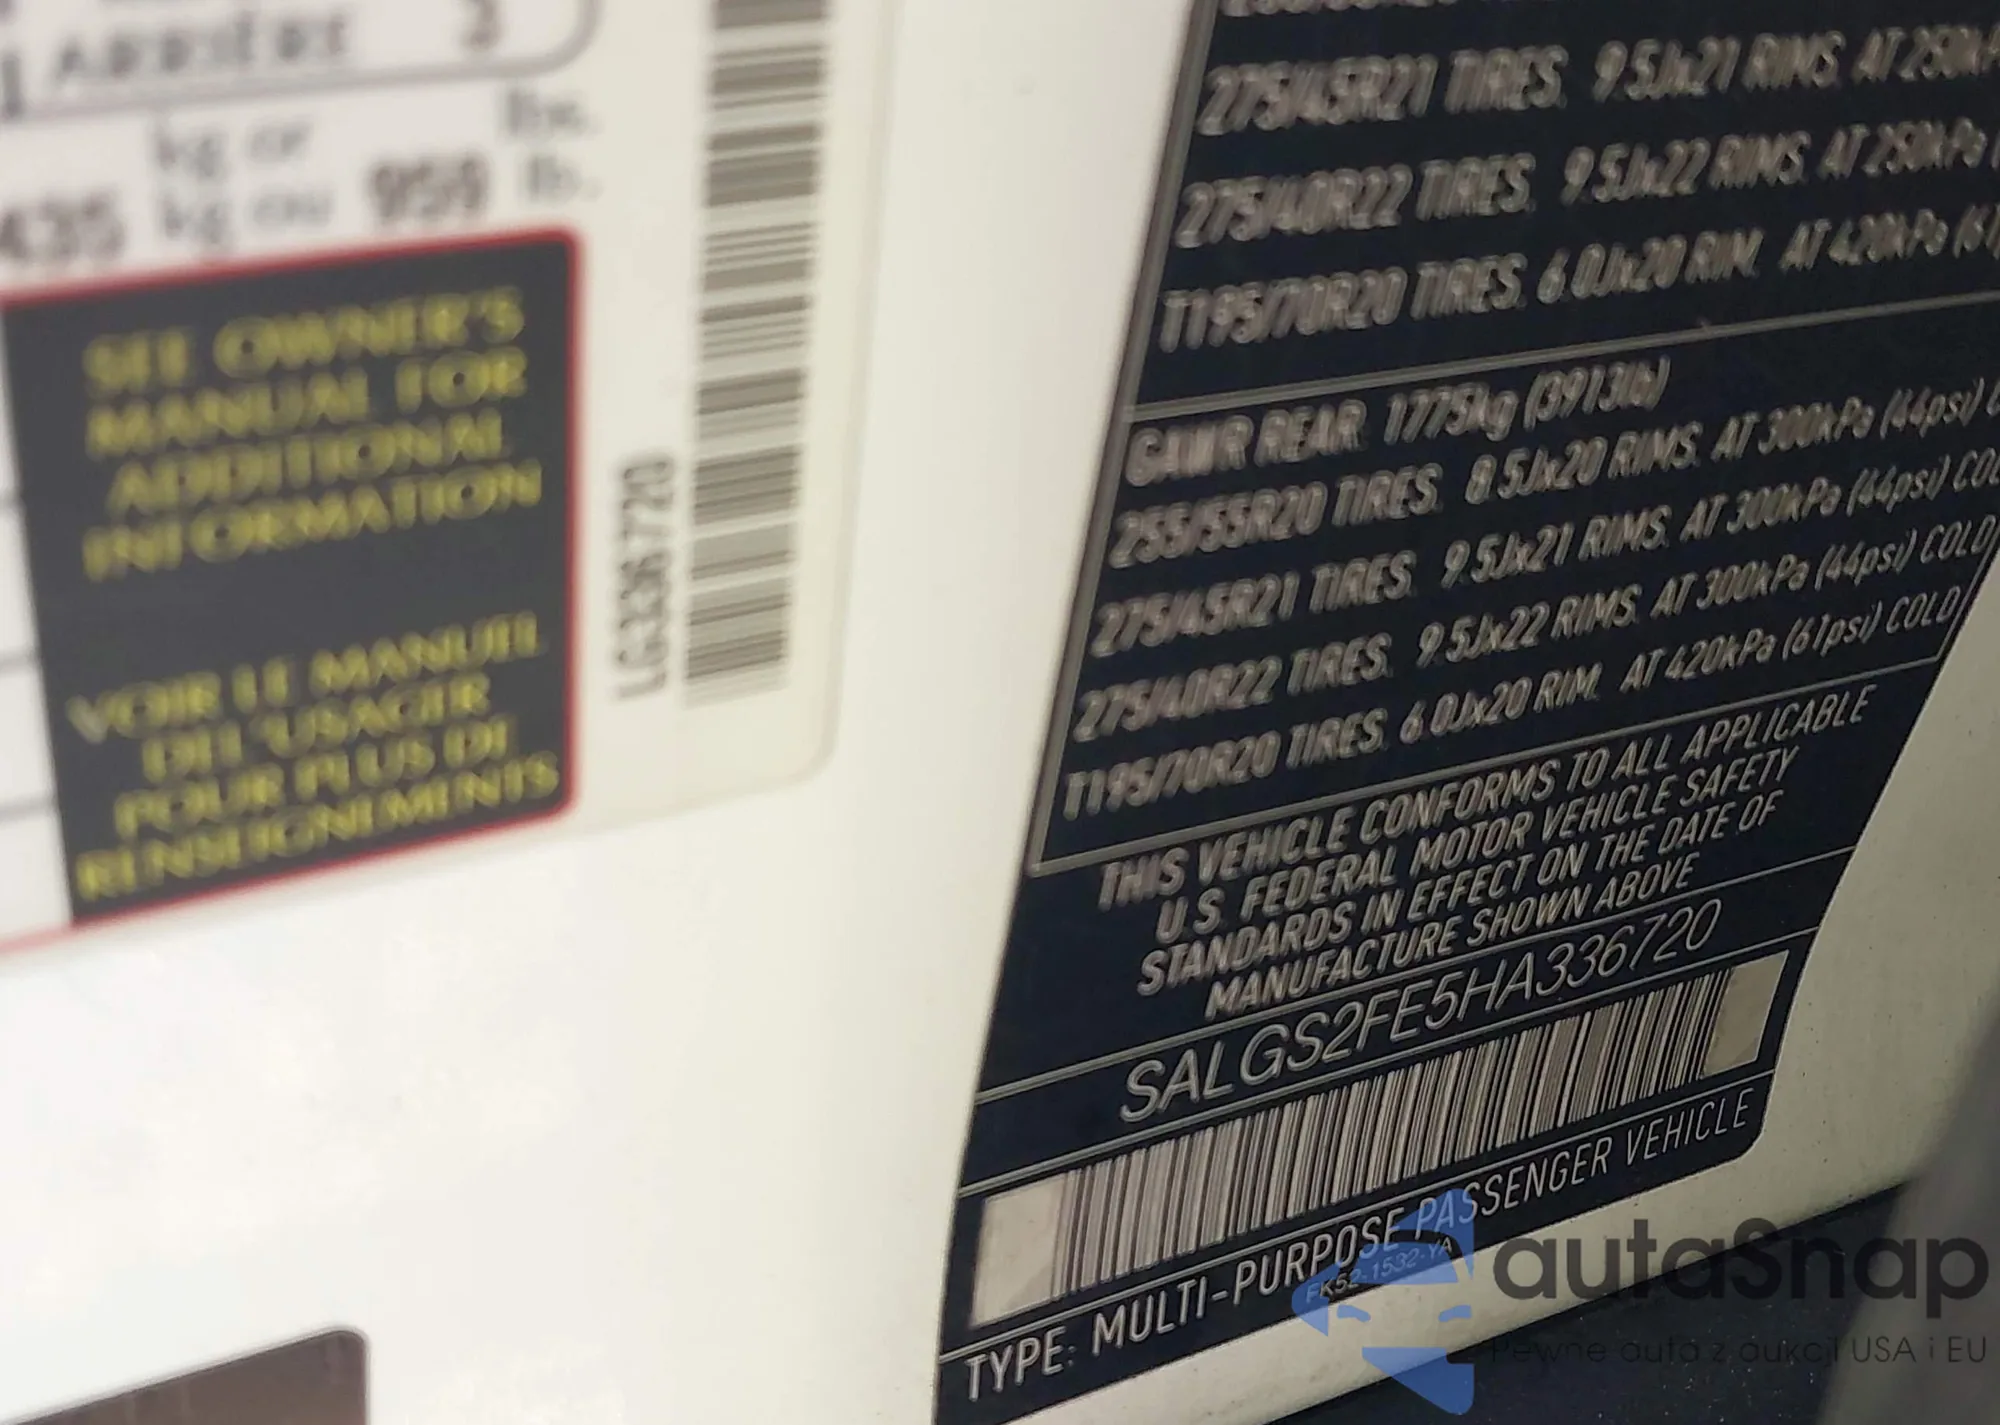 ARRIÈRE 3
kg or lbs.
435 kg ou 959 lb.
SEE OWNER'S
MANUAL FOR
ADDITIONAL
INFORMATION
VOIR LE MANUEL
DE L'USAGER
POUR PLUS DE
RENSEIGNEMENTS
LG336720
275/45R21 TIRES. 9.5Jx21 RIMS. AT 250kP
275/40R22 TIRES. 9.5Jx22 RIMS. AT 250kPa (
T195/70R20 TIRES. 6.0Jx20 RIM. AT 420kPa (61
GAWR REAR 1775kg (3913lb)
255/55R20 TIRES. 8.5Jx20 RIMS. AT 300kPa (44psi) C
275/45R21 TIRES. 9.5Jx21 RIMS. AT 300kPa (44psi) COL
275/40R22 TIRES. 9.5Jx22 RIMS. AT 300kPa (44psi) COLD
T195/70R20 TIRES. 6.0Jx20 RIM. AT 420kPa (61psi) COLD
THIS VEHICLE CONFORMS TO ALL APPLICABLE
U.S. FEDERAL MOTOR VEHICLE SAFETY
STANDARDS IN EFFECT ON THE DATE OF
MANUFACTURE SHOWN ABOVE
SALGS2FE5HA336720
TYPE: MULTI-PURPOSE PASSENGER VEHICLE
FK52-1532-YA
autaSnap
Pewne auta z aukcji USA i EU